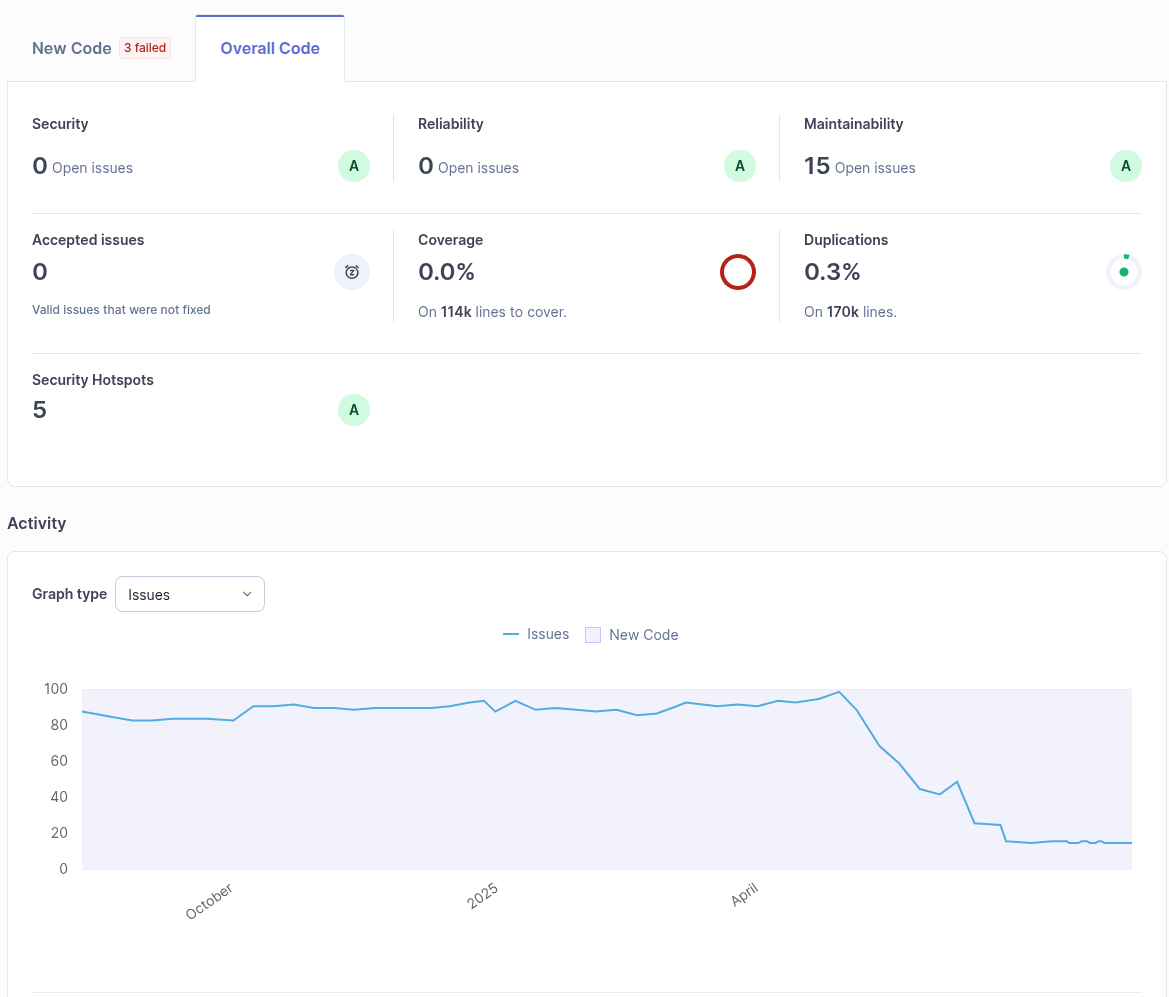 New Code 3 failed Overall Code
Security Reliability Maintainability
0 Open issues A 0 Open issues A 15 Open issues A
Accepted issues Coverage Duplications
0 0.0% 0.3%
Valid issues that were not fixed On 114k lines to cover. On 170k lines.
Security Hotspots
5 A
Activity
Graph type Issues
Issues New Code
100
80
60
40
20
0
October 2025 April